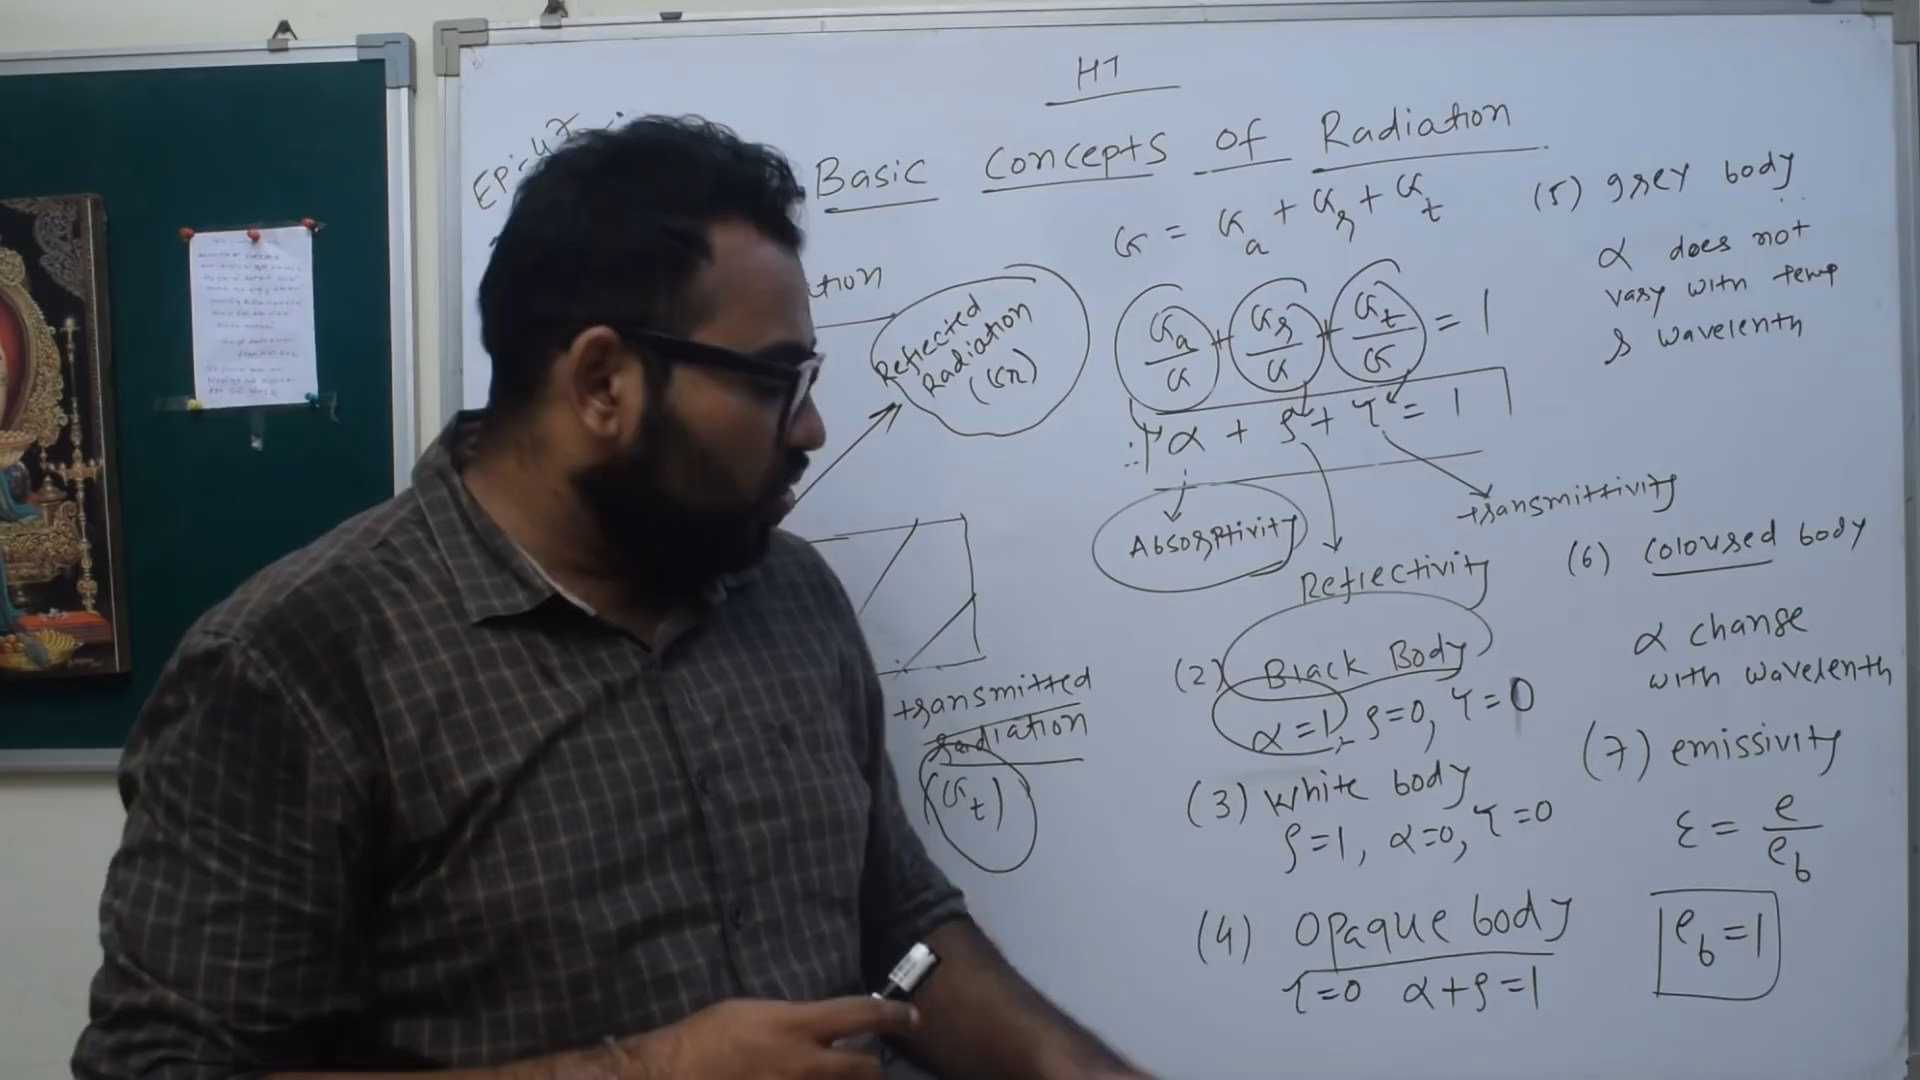 HT
Basic Concepts of Radiation
G = Ga + Gr + Gt
Ga/G + Gr/G + Gt/G = 1
∴ α + ρ + τ = 1
Absorptivity
Reflectivity
transmittivity
Reflected
Radiation
(Gr)
transmitted
radiation
(Gt)
(2) Black Body
α=1, ρ=0, τ=0
(3) White body
ρ=1, α=0, τ=0
(4) Opaque body
τ=0 α+ρ=1
(5) grey body
α does not
vary with temp
& wavelenth
(6) Coloured body
α change
with wavelenth
(7) emissivity
ε = e/eb
eb=1